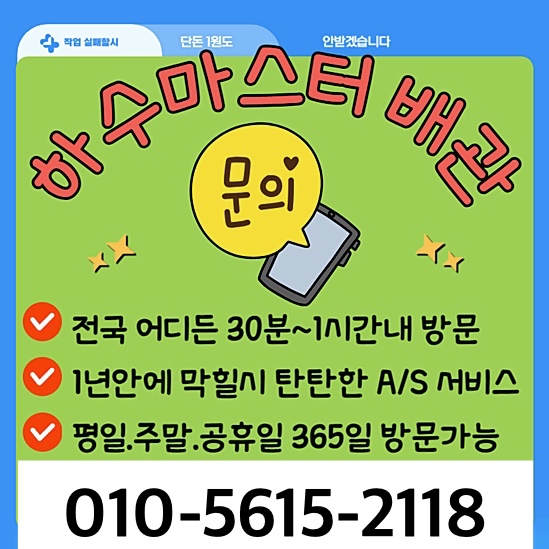 작업 실패할시 단돈 1원도 안받겠습니다
하수마스터 배관
문의
전국 어디든 30분~1시간내 방문
1년안에 막힐시 탄탄한 A/S 서비스
평일.주말.공휴일 365일 방문가능
010-5615-2118